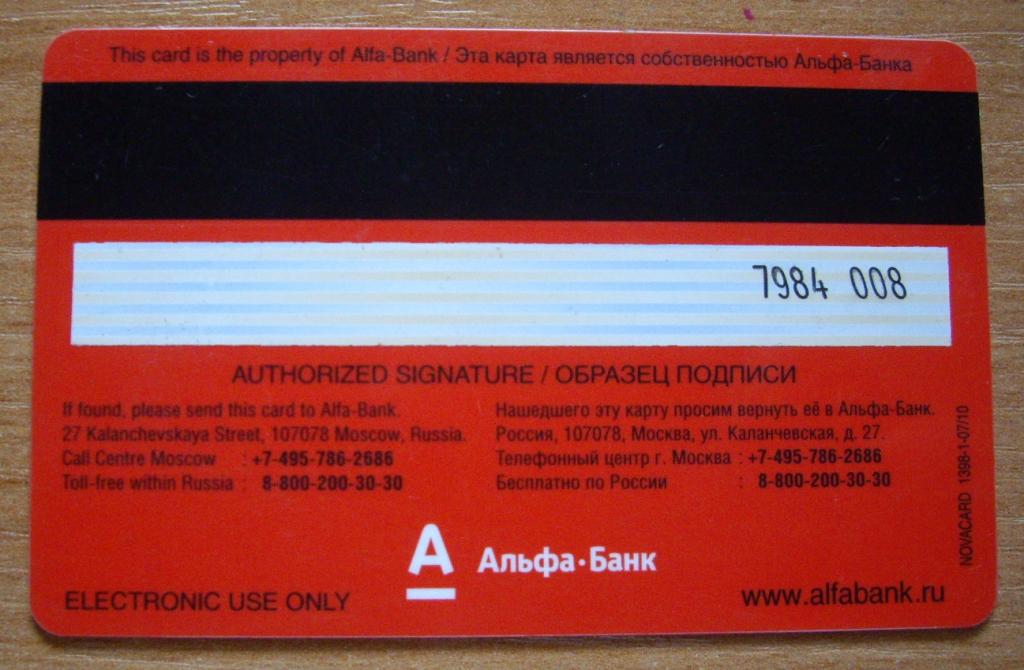 This card is the property of Alfa-Bank / Эта карта является собственностью Альфа-Банка
7984 008
AUTHORIZED SIGNATURE / ОБРАЗЕЦ ПОДПИСИ
If found, please send this card to Alfa-Bank.
27 Kalanchevskaya Street, 107078 Moscow, Russia.
Call Centre Moscow : +7-495-786-2686
Toll-free within Russia : 8-800-200-30-30
Нашедшего эту карту просим вернуть её в Альфа-Банк.
Россия, 107078, Москва, ул. Каланчевская, д. 27.
Телефонный центр г. Москва : +7-495-786-2686
Бесплатно по России : 8-800-200-30-30
NOVACARD 1398-1-07/10
А Альфа·Банк
ELECTRONIC USE ONLY
www.alfabank.ru